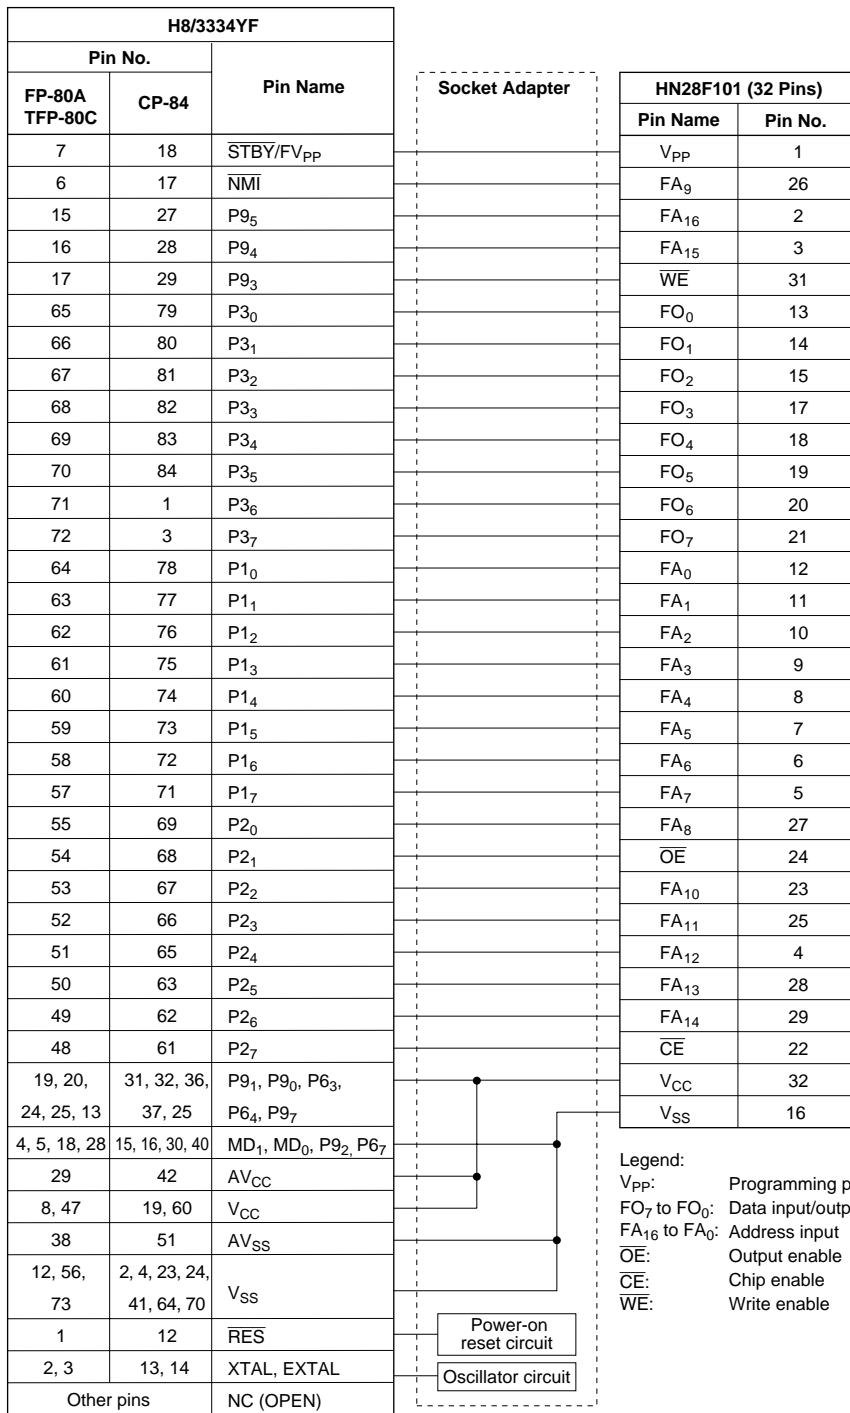 H8/3334YF
Pin No.
Pin Name
FP-80A
TFP-80C
CP-84
Socket Adapter
HN28F101 (32 Pins)
Pin Name Pin No.
7 18 S̅T̅B̅Y̅/FVPP VPP 1
6 17 N̅M̅I̅ FA9 26
15 27 P95 FA16 2
16 28 P94 FA15 3
17 29 P93 W̅E̅ 31
65 79 P30 FO0 13
66 80 P31 FO1 14
67 81 P32 FO2 15
68 82 P33 FO3 17
69 83 P34 FO4 18
70 84 P35 FO5 19
71 1 P36 FO6 20
72 3 P37 FO7 21
64 78 P10 FA0 12
63 77 P11 FA1 11
62 76 P12 FA2 10
61 75 P13 FA3 9
60 74 P14 FA4 8
59 73 P15 FA5 7
58 72 P16 FA6 6
57 71 P17 FA7 5
55 69 P20 FA8 27
54 68 P21 O̅E̅ 24
53 67 P22 FA10 23
52 66 P23 FA11 25
51 65 P24 FA12 4
50 63 P25 FA13 28
49 62 P26 FA14 29
48 61 P27 C̅E̅ 22
19, 20, 31, 32, 36, P91, P90, P63, VCC 32
24, 25, 13 37, 25 P64, P97 VSS 16
4, 5, 18, 28 15, 16, 30, 40 MD1, MD0, P92, P67
29 42 AVCC
8, 47 19, 60 VCC
38 51 AVSS
12, 56, 2, 4, 23, 24,
73 41, 64, 70 VSS
1 12 R̅E̅S̅
Power-on
reset circuit
2, 3 13, 14 XTAL, EXTAL
Oscillator circuit
Other pins NC (OPEN)
Legend:
VPP: Programming p
FO7 to FO0: Data input/outp
FA16 to FA0: Address input
O̅E̅: Output enable
C̅E̅: Chip enable
W̅E̅: Write enable